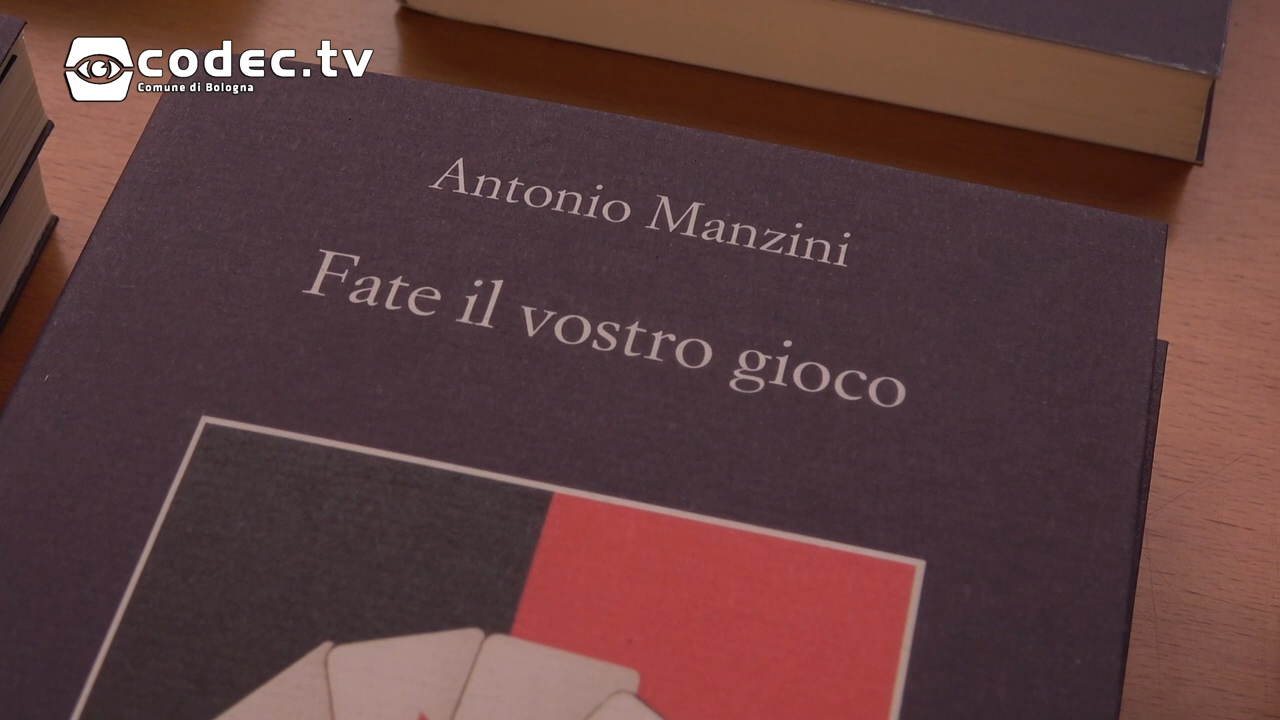 codec.tv
Comune di Bologna
Antonio Manzini
Fate il vostro gioco